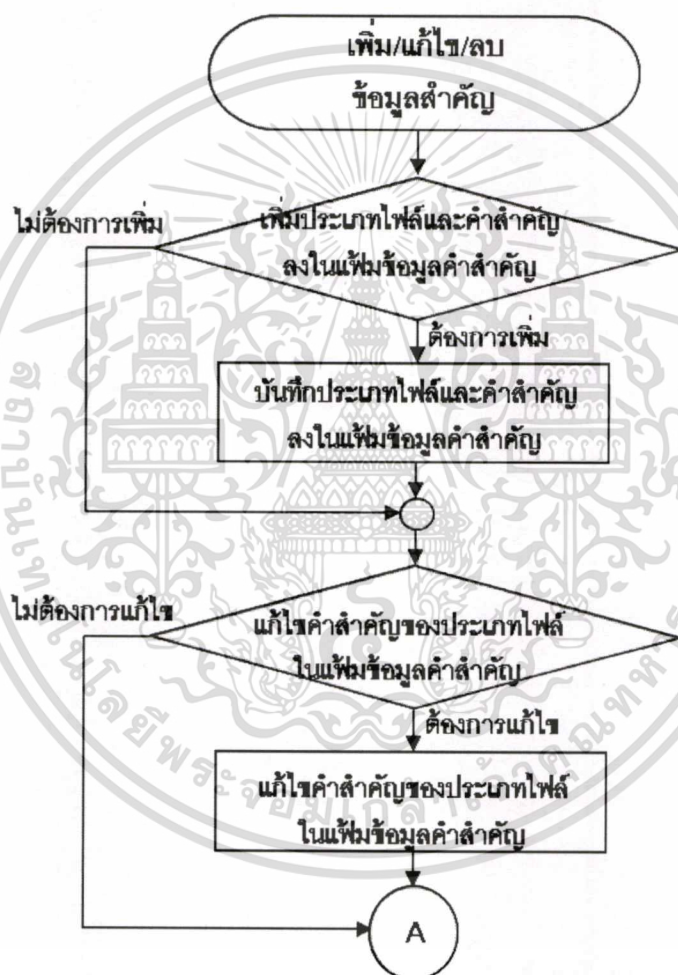 เพิ่ม/แก้ไข/ลบ
ข้อมูลสำคัญ
ไม่ต้องการเพิ่ม
เพิ่มประเภทไฟล์และคำสำคัญ
ลงในแฟ้มข้อมูลคำสำคัญ
ต้องการเพิ่ม
บันทึกประเภทไฟล์และคำสำคัญ
ลงในแฟ้มข้อมูลคำสำคัญ
ไม่ต้องการแก้ไข
แก้ไขคำสำคัญของประเภทไฟล์
ในแฟ้มข้อมูลคำสำคัญ
ต้องการแก้ไข
แก้ไขคำสำคัญของประเภทไฟล์
ในแฟ้มข้อมูลคำสำคัญ
A